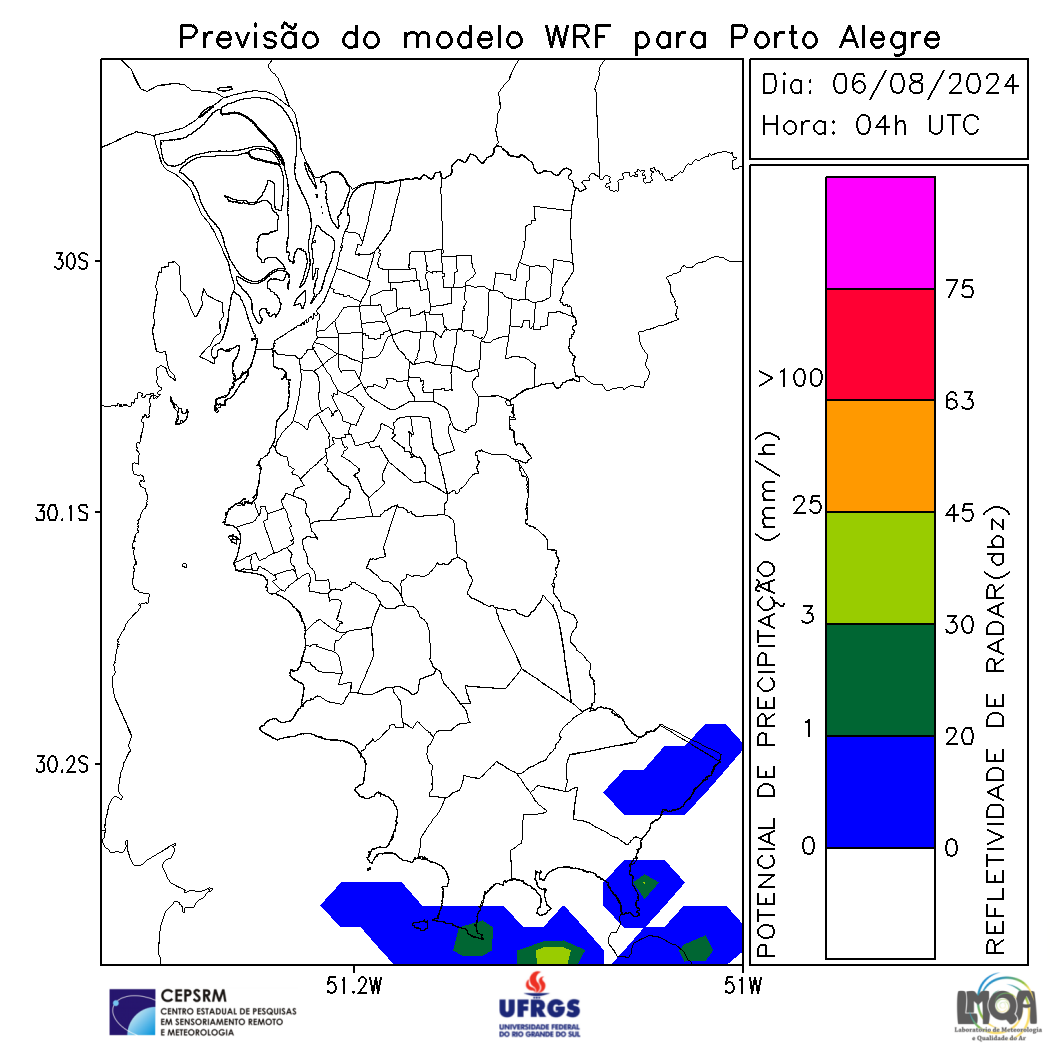 Previsão do modelo WRF para Porto Alegre
Dia: 06/08/2024
Hora: 04h UTC
30S
30.1S
30.2S
51.2W
51W
POTENCIAL DE PRECIPITAÇÃO (mm/h)
>100
25
3
1
0
75
63
45
30
20
0
REFLETIVIDADE DE RADAR(dbz)
CEPSRM
CENTRO ESTADUAL DE PESQUISAS
EM SENSORIAMENTO REMOTO
E METEOROLOGIA
UFRGS
UNIVERSIDADE FEDERAL
DO RIO GRANDE DO SUL
LMQA
Laboratório de Meteorologia
e Qualidade do Ar